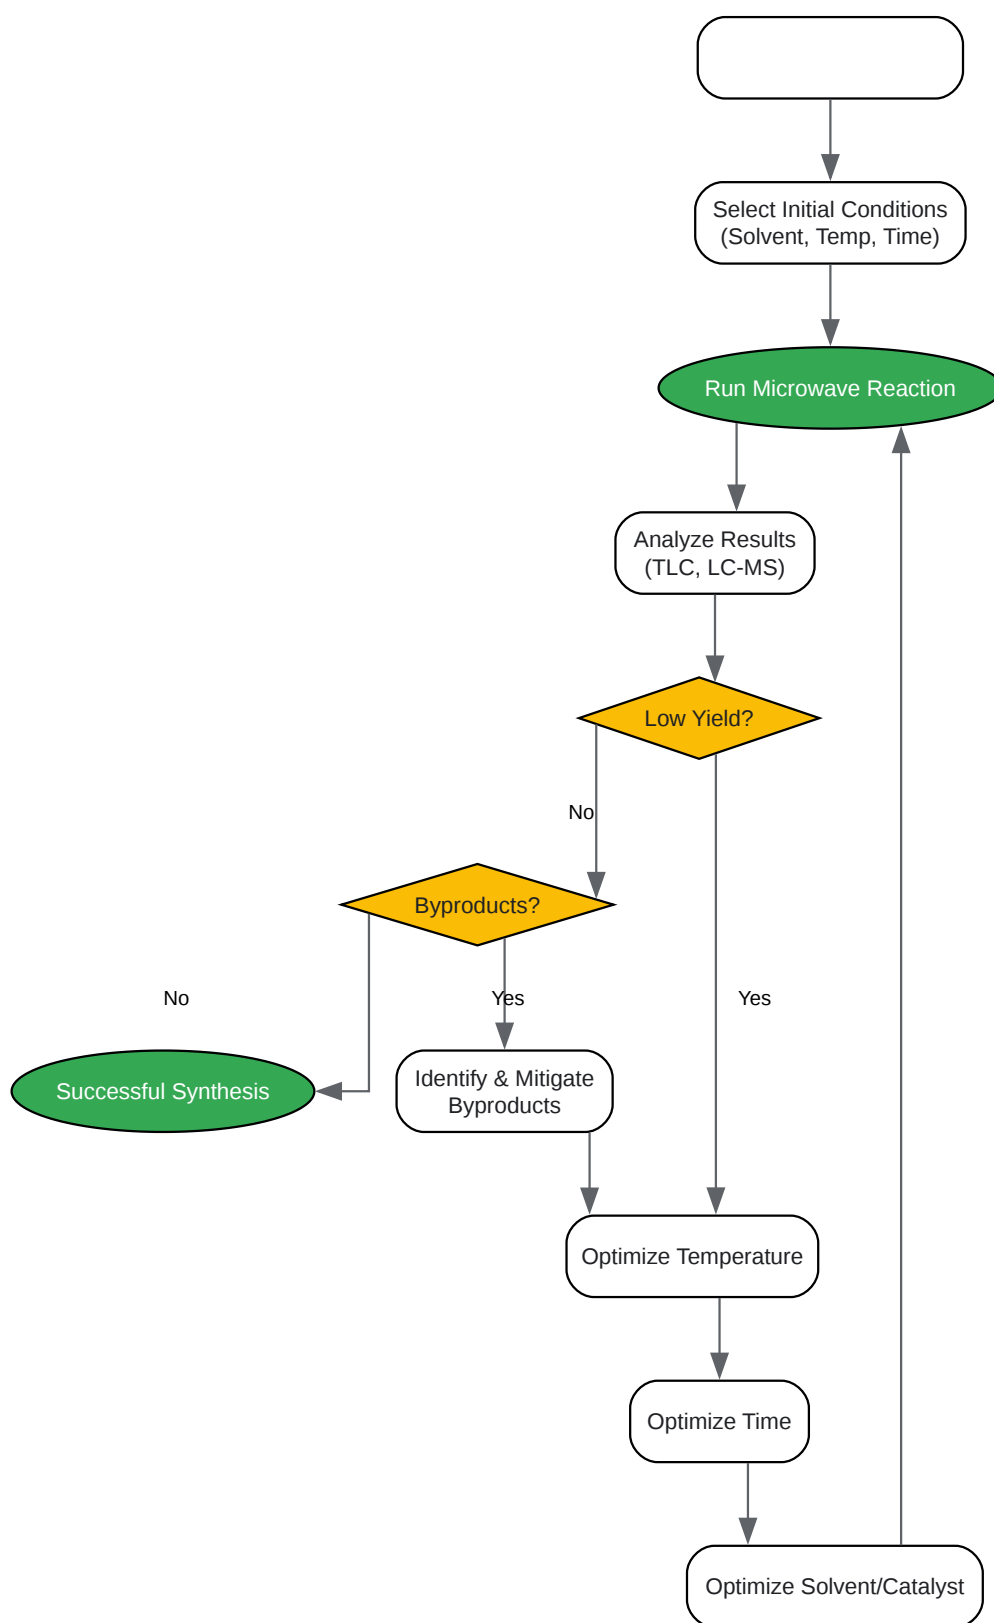 Select Initial Conditions
(Solvent, Temp, Time)
Run Microwave Reaction
Analyze Results
(TLC, LC-MS)
Low Yield?
No
Byproducts?
No
Yes
Yes
Successful Synthesis
Identify & Mitigate
Byproducts
Optimize Temperature
Optimize Time
Optimize Solvent/Catalyst